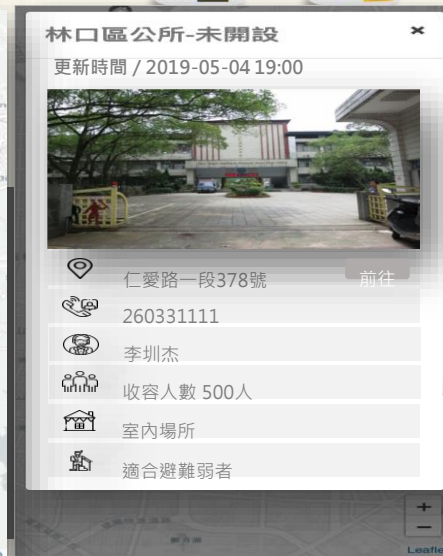 林口區公所-未開設
×
更新時間 / 2019-05-04 19:00
仁愛路一段378號
前往
260331111
李圳杰
收容人數 500人
室內場所
適合避難弱者
+
−
Leafle